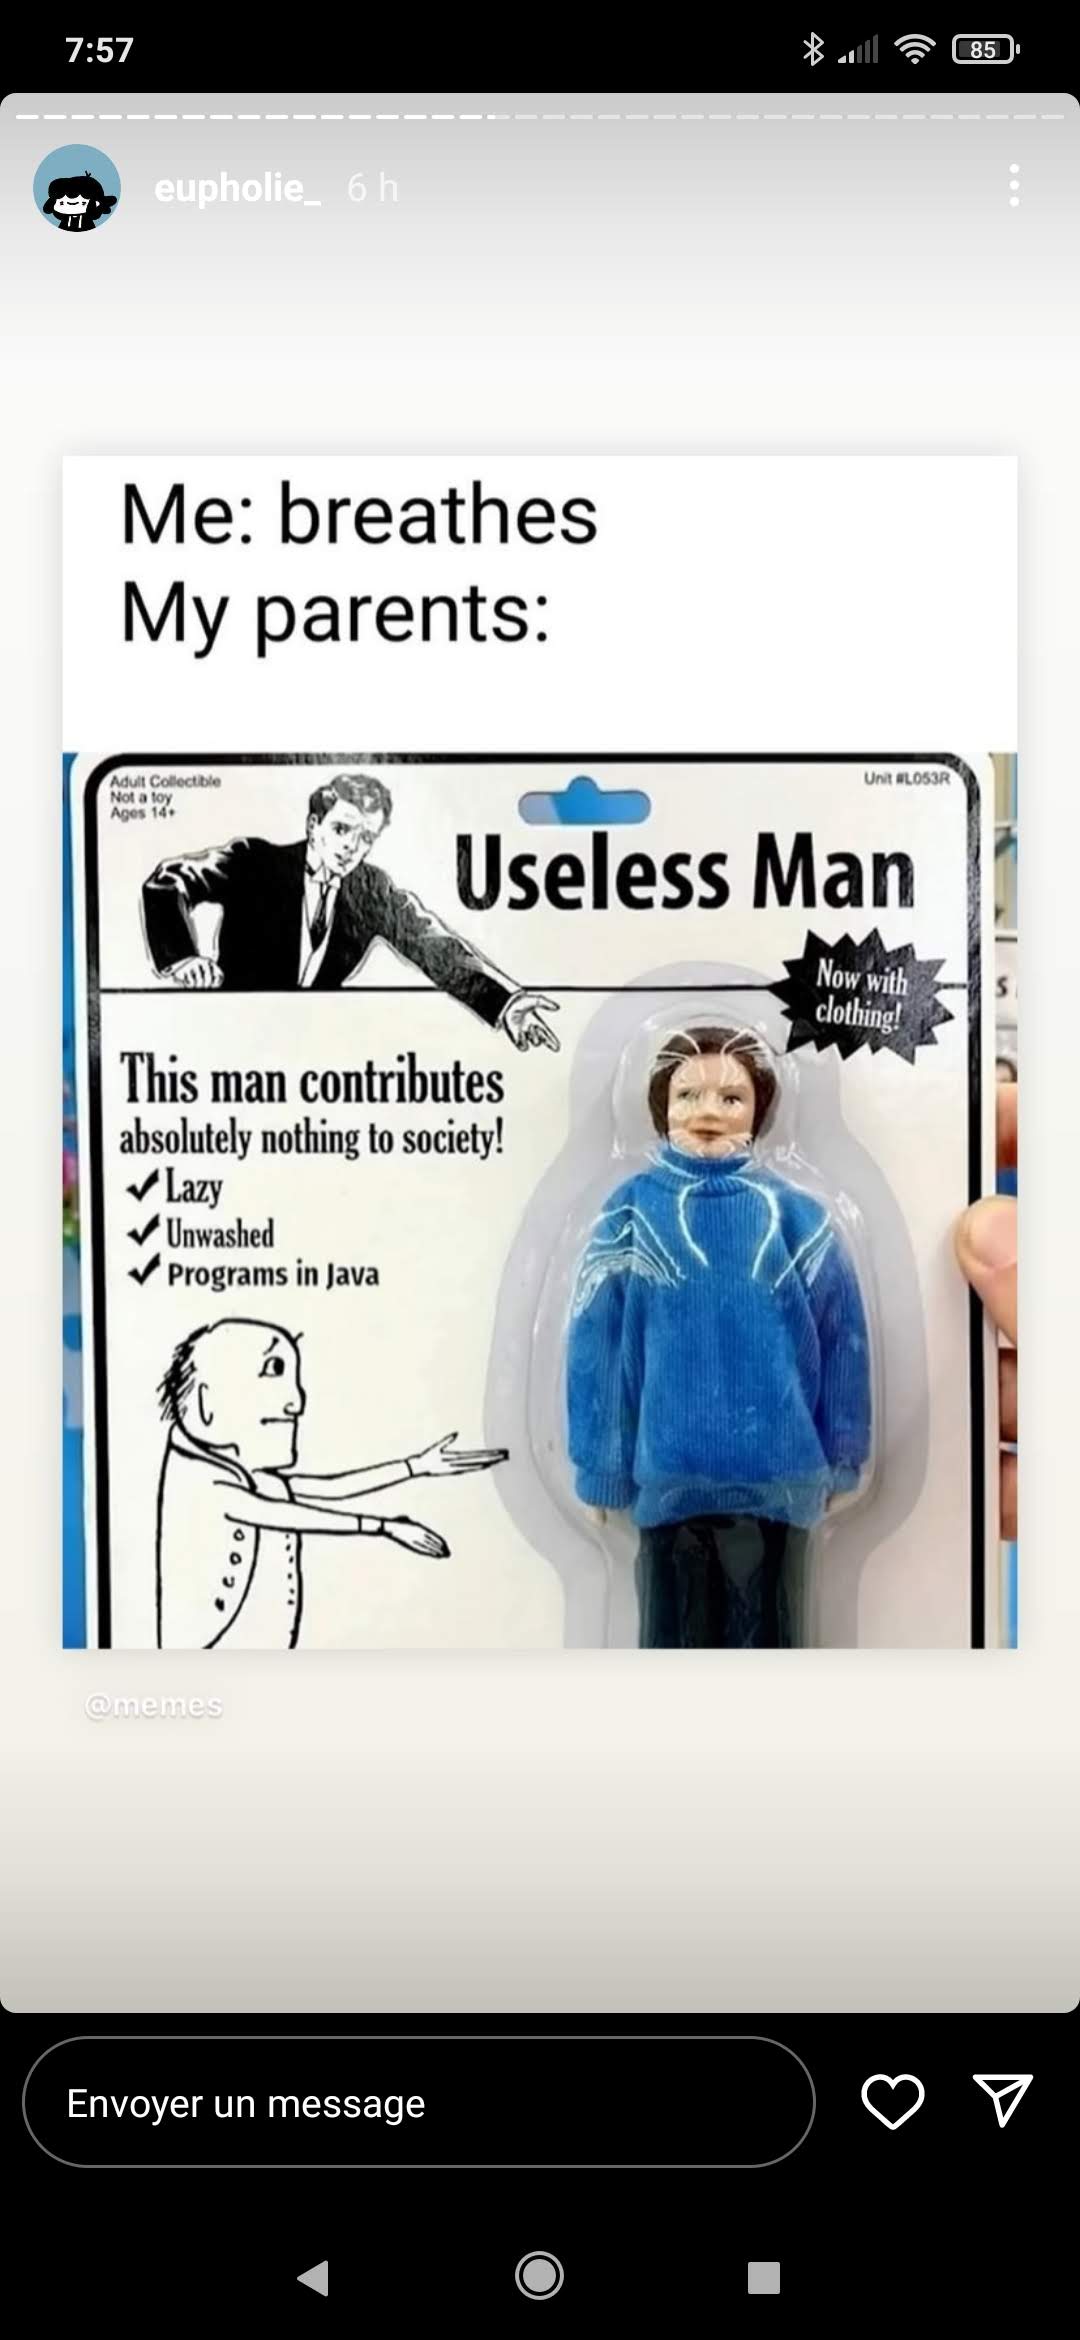 7:57
85
eupholie_ 6 h
Me: breathes
My parents:
Adult Collectible
Not a toy
Ages 14+
Unit #L053R
Useless Man
Now with
clothing!
This man contributes
absolutely nothing to society!
✓ Lazy
✓ Unwashed
✓ Programs in Java
@memes
Envoyer un message